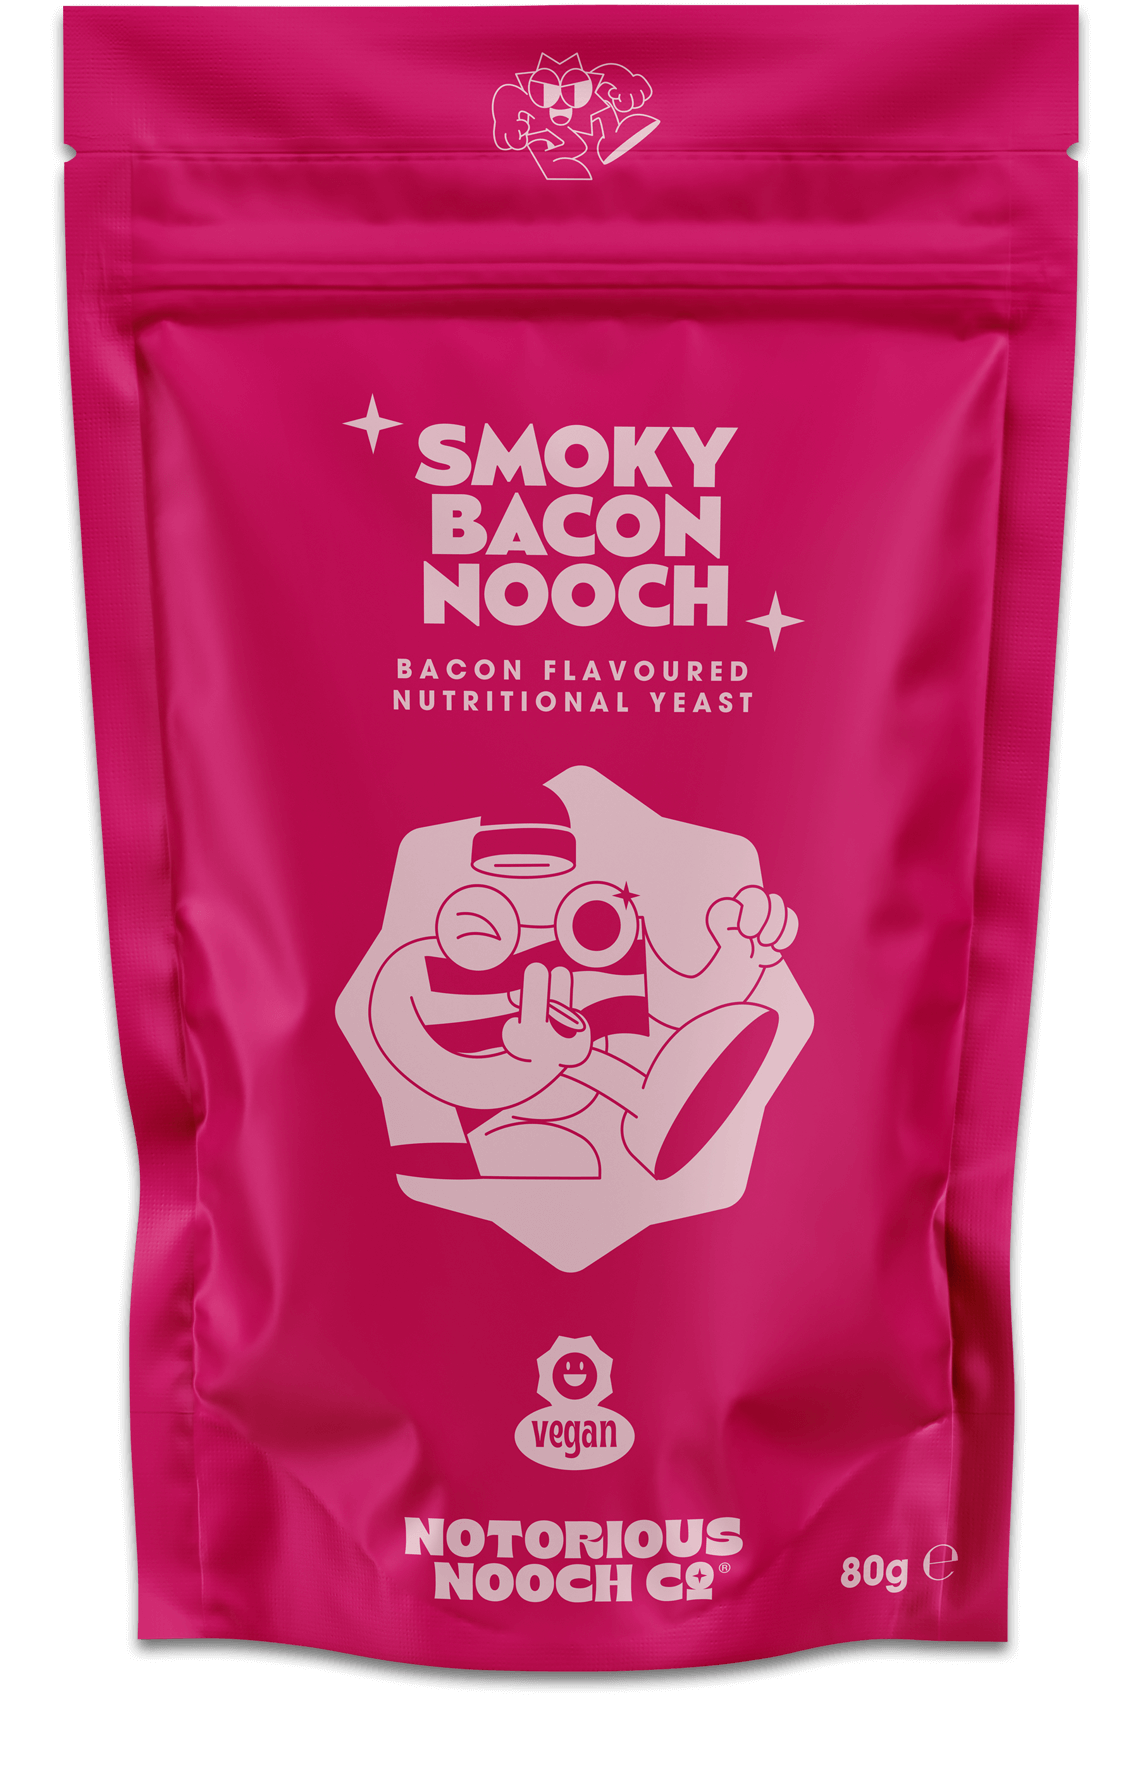 SMOKY
BACON
NOOCH
BACON FLAVOURED
NUTRITIONAL YEAST
vegan
NOTORIOUS
NOOCH CO®
80g ℮